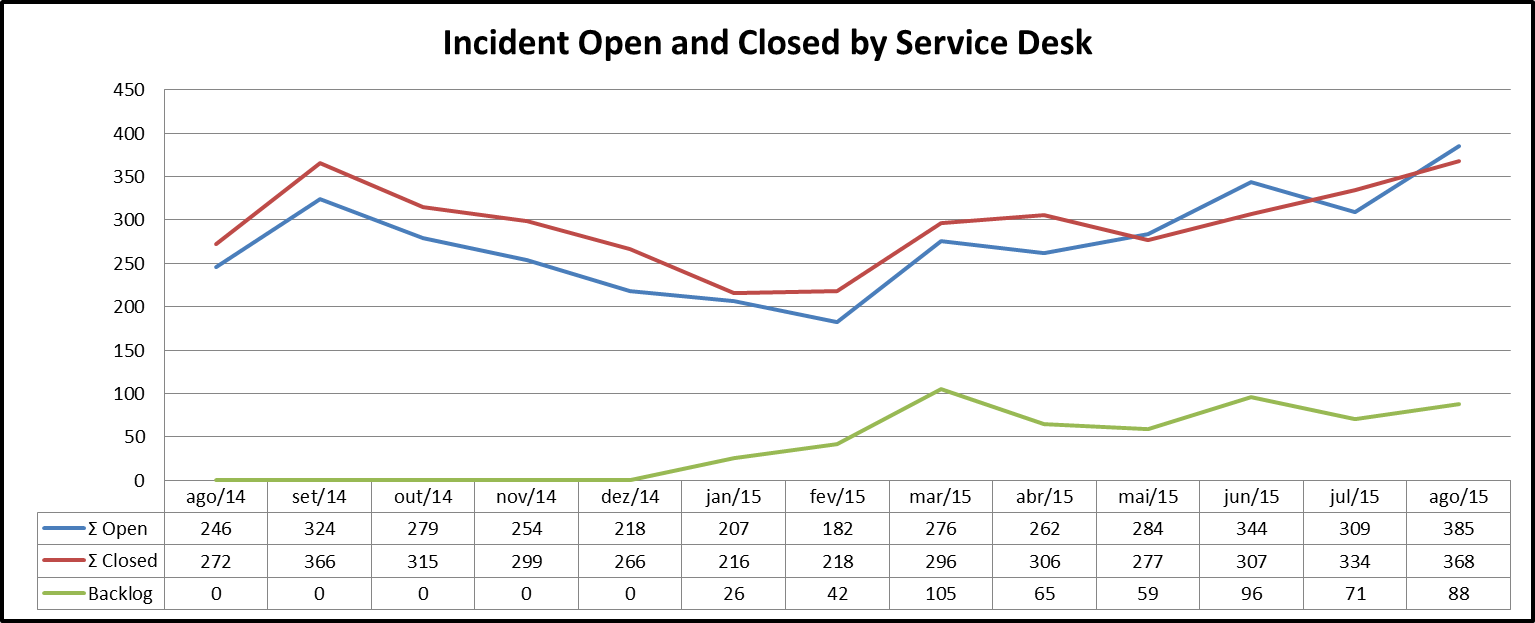 Incident Open and Closed by Service Desk
450
400
350
300
250
200
150
100
50
0
ago/14 set/14 out/14 nov/14 dez/14 jan/15 fev/15 mar/15 abr/15 mai/15 jun/15 jul/15 ago/15
Σ Open 246 324 279 254 218 207 182 276 262 284 344 309 385
Σ Closed 272 366 315 299 266 216 218 296 306 277 307 334 368
Backlog 0 0 0 0 0 26 42 105 65 59 96 71 88